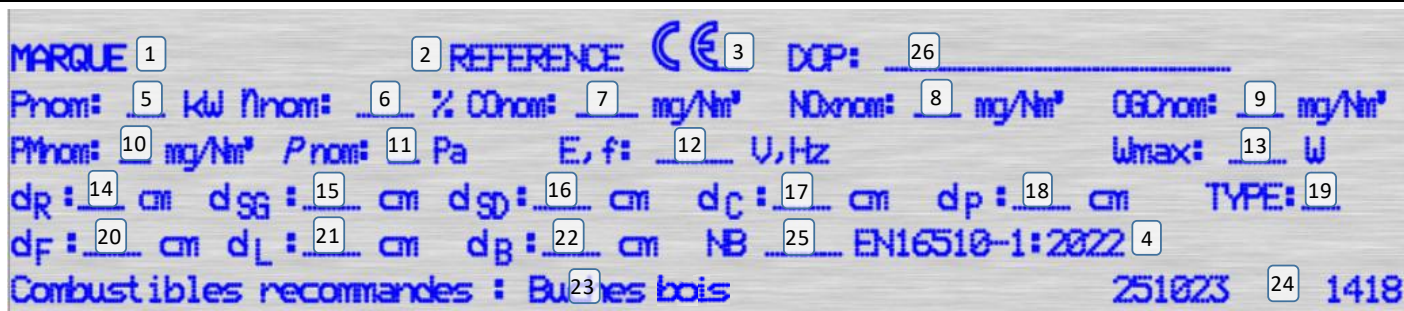 MARQUE 1 2 REFERENCE CE 3 DOP: 26
Pnom: 5 kW ηnom: 6 % COnom: 7 mg/Nm³ NOxnom: 8 mg/Nm³ OGCnom: 9 mg/Nm³
PMnom: 10 mg/Nm³ Pnom: 11 Pa E,f: 12 V,Hz Wmax: 13 W
dR : 14 cm dSG : 15 cm dSD : 16 cm dC : 17 cm dP : 18 cm TYPE: 19
dF : 20 cm dL : 21 cm dB : 22 cm NB 25 EN16510-1:2022 4
Combustibles recommandes : Bu 23 hes bois 251023 24 1418